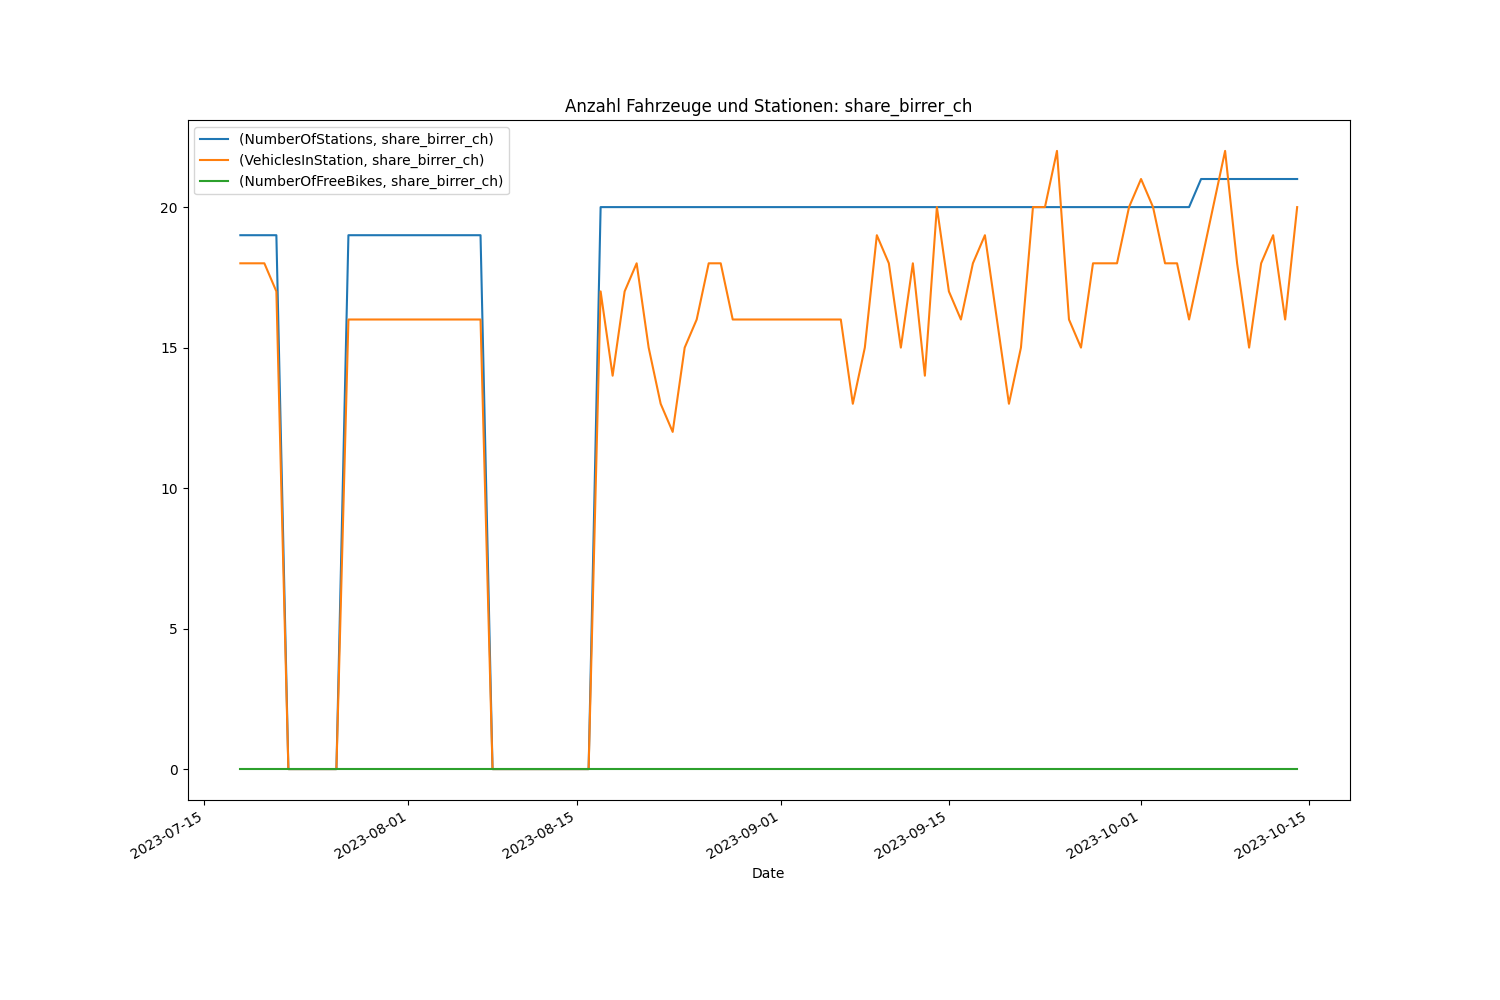 Anzahl Fahrzeuge und Stationen: share_birrer_ch
(NumberOfStations, share_birrer_ch)
(VehiclesInStation, share_birrer_ch)
(NumberOfFreeBikes, share_birrer_ch)
20
15
10
5
0
2023-07-15
2023-08-01
2023-08-15
2023-09-01
2023-09-15
2023-10-01
2023-10-15
Date